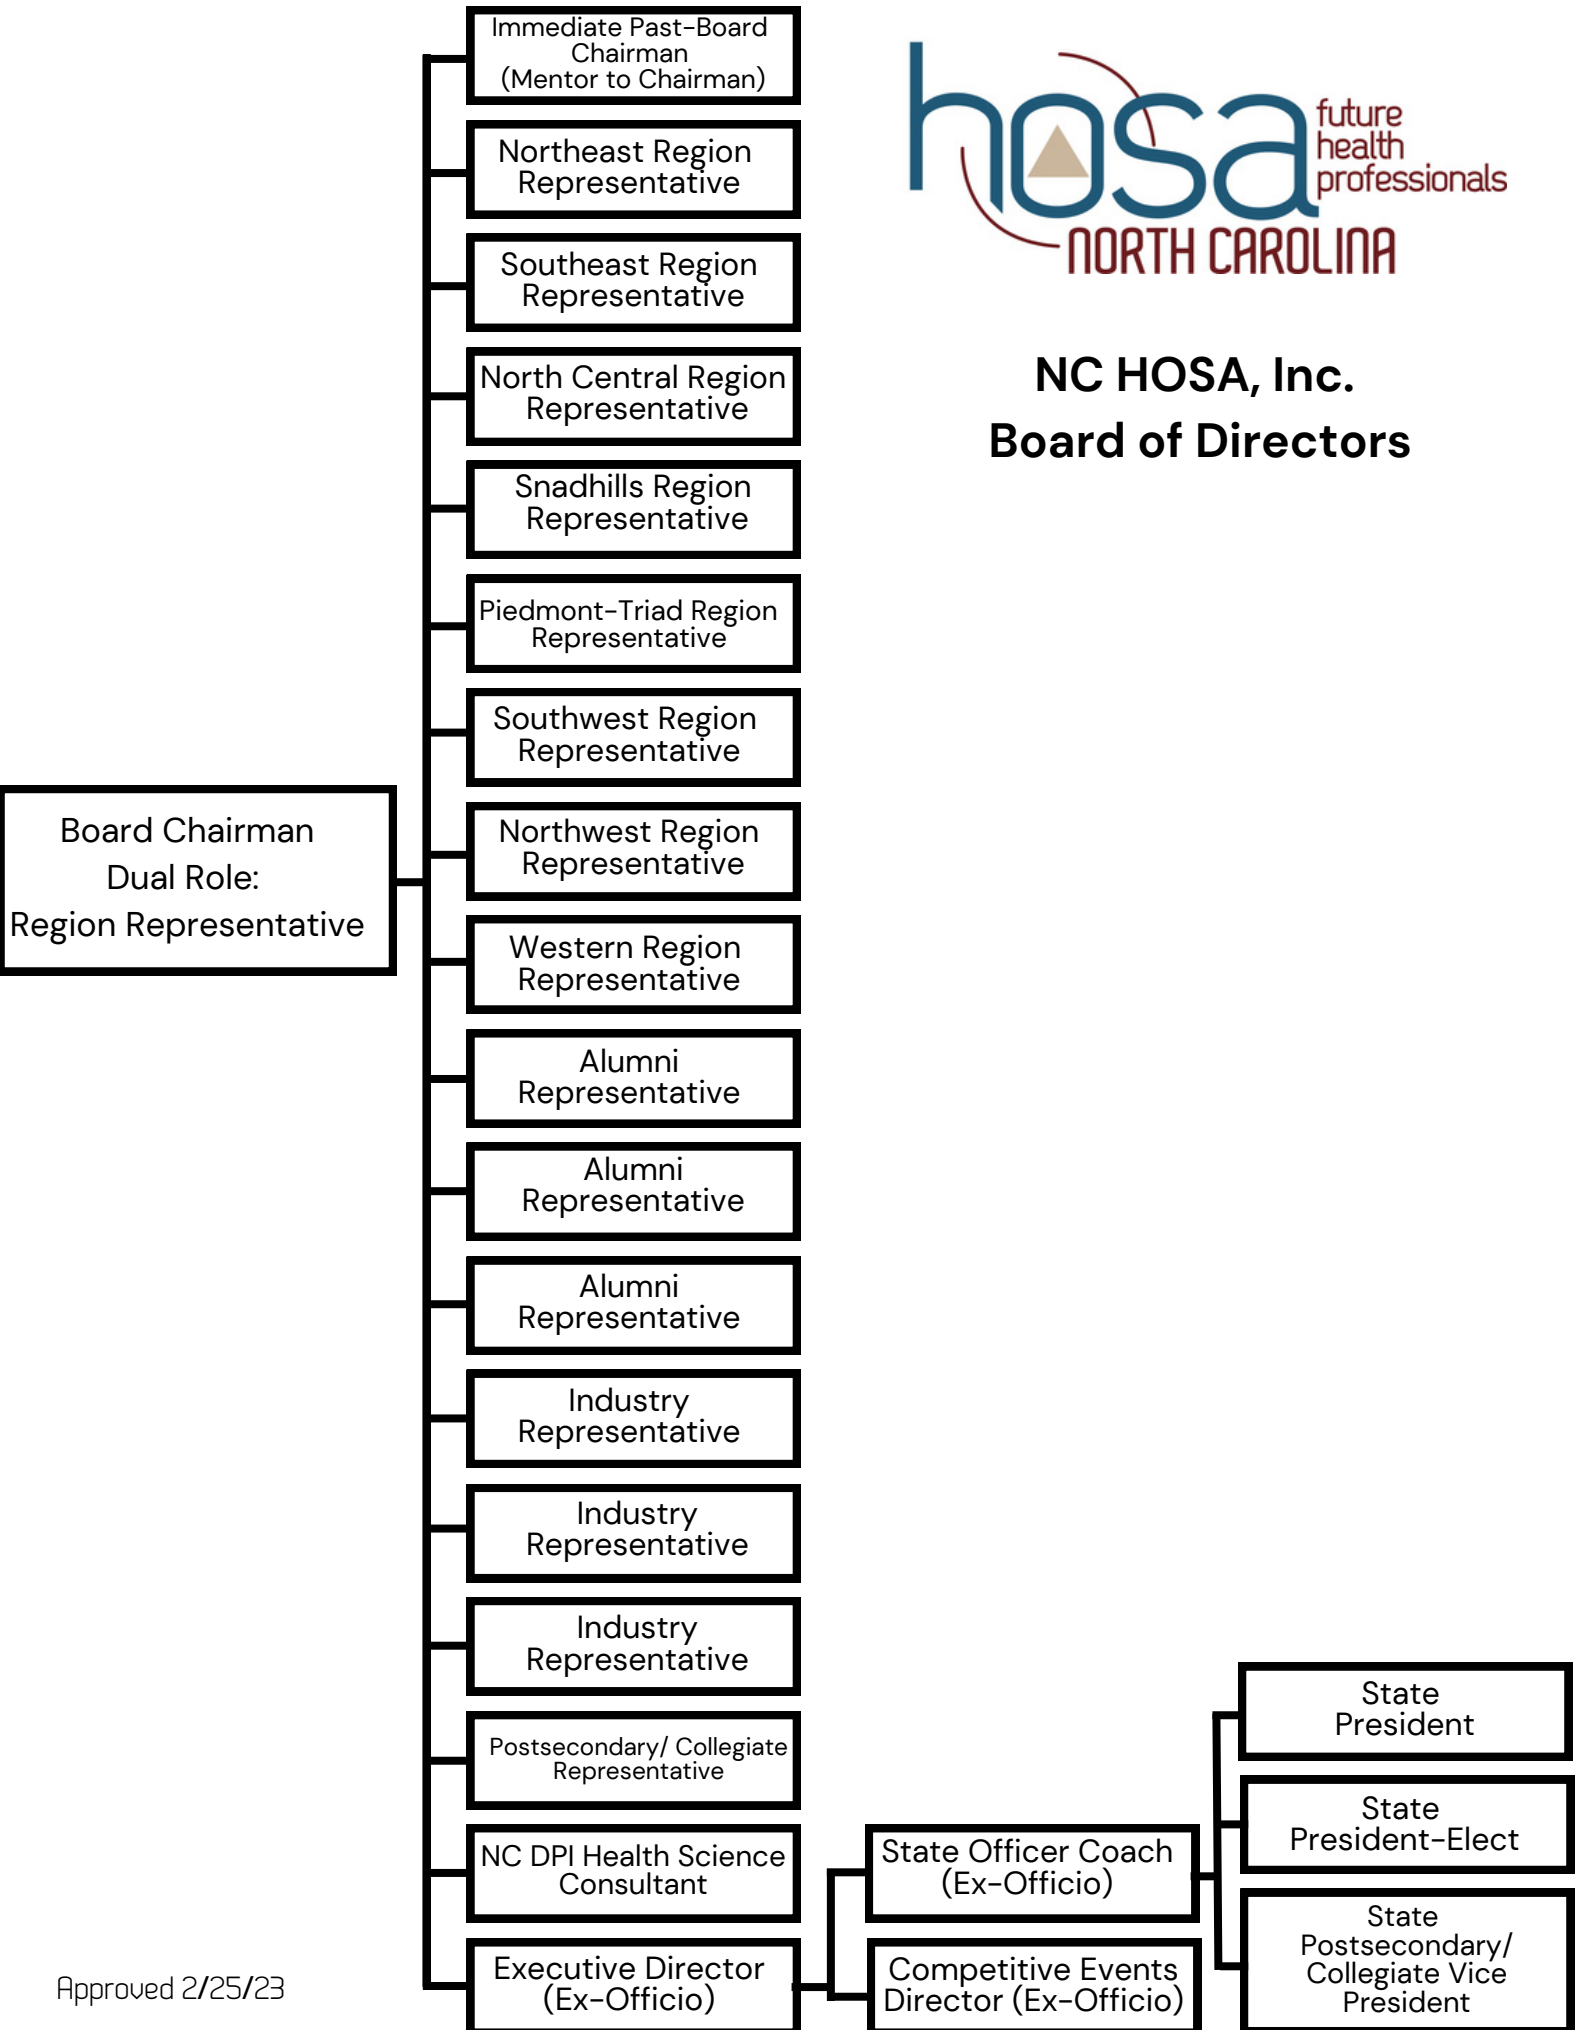 Immediate Past-Board
Chairman
(Mentor to Chairman)
hosa
future
health
professionals
NORTH CAROLINA
NC HOSA, Inc.
Board of Directors
Northeast Region
Representative
Southeast Region
Representative
North Central Region
Representative
Snadhills Region
Representative
Piedmont-Triad Region
Representative
Southwest Region
Representative
Board Chairman
Dual Role:
Region Representative
Northwest Region
Representative
Western Region
Representative
Alumni
Representative
Alumni
Representative
Alumni
Representative
Industry
Representative
Industry
Representative
Industry
Representative
Postsecondary/ Collegiate
Representative
NC DPI Health Science
Consultant
Executive Director
(Ex-Officio)
State Officer Coach
(Ex-Officio)
Competitive Events
Director (Ex-Officio)
State
President
State
President-Elect
State
Postsecondary/
Collegiate Vice
President
Approved 2/25/23